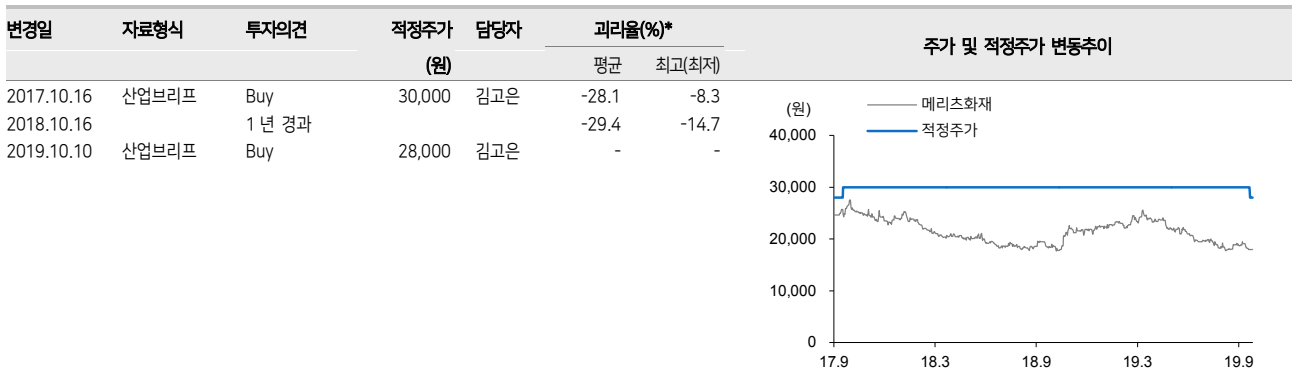 변경일 자료형식 투자의견 적정주가 담당자 괴리율(%)* 주가 및 적정주가 변동추이
(원) 평균 최고(최저)
2017.10.16 산업브리프 Buy 30,000 김고은 -28.1 -8.3
2018.10.16 1 년 경과 -29.4 -14.7
2019.10.10 산업브리프 Buy 28,000 김고은 - -
(원)
메리츠화재
적정주가
40,000
30,000
20,000
10,000
0
17.9 18.3 18.9 19.3 19.9